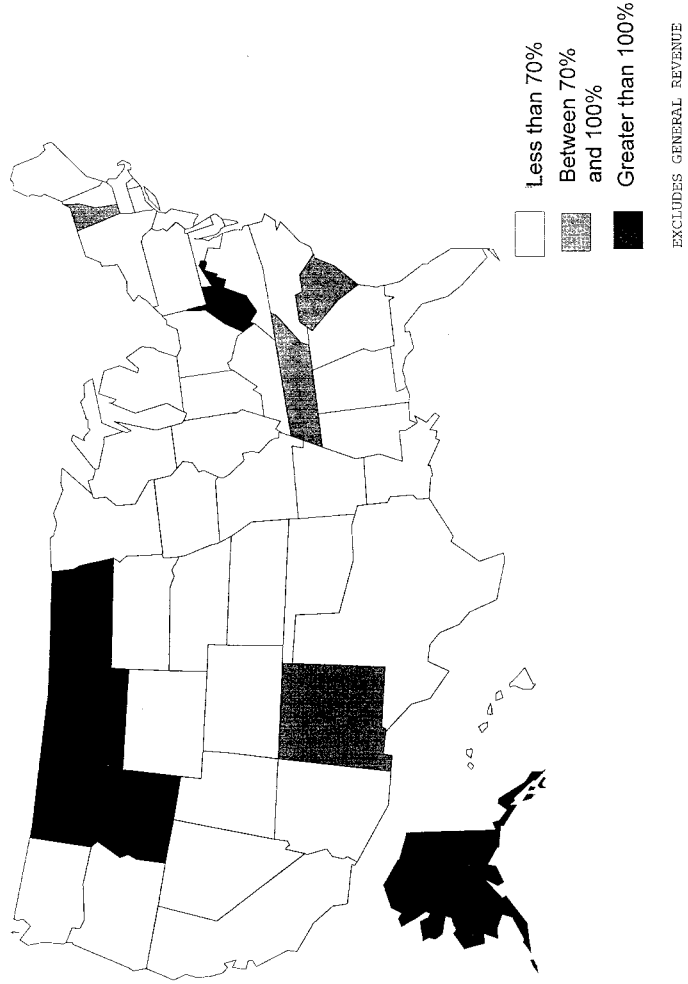 Less than 70%
Between 70%
and 100%
Greater than 100%
EXCLUDES GENERAL REVENUE